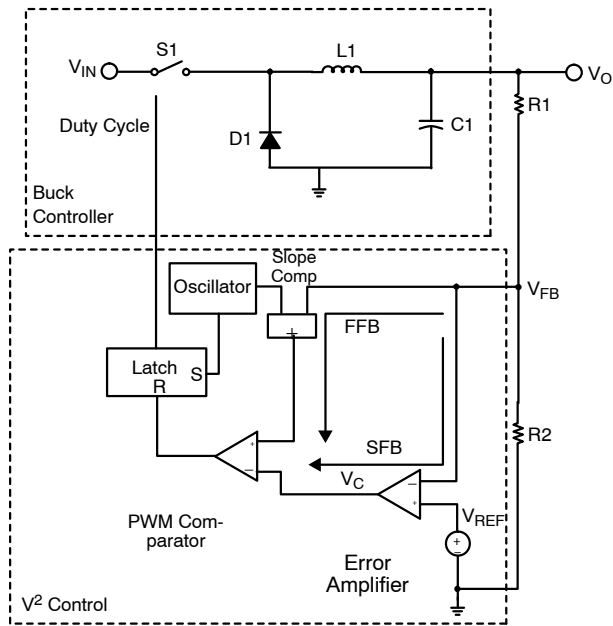 S1
L1
V_IN
V_O
R1
Duty Cycle
D1
C1
Buck
Controller
Slope
Comp
Oscillator
V_FB
+
FFB
Latch
S
R
R2
+
SFB
−
V_C
−
+
V_REF
PWM Com-
parator
+
−
Error
Amplifier
V² Control